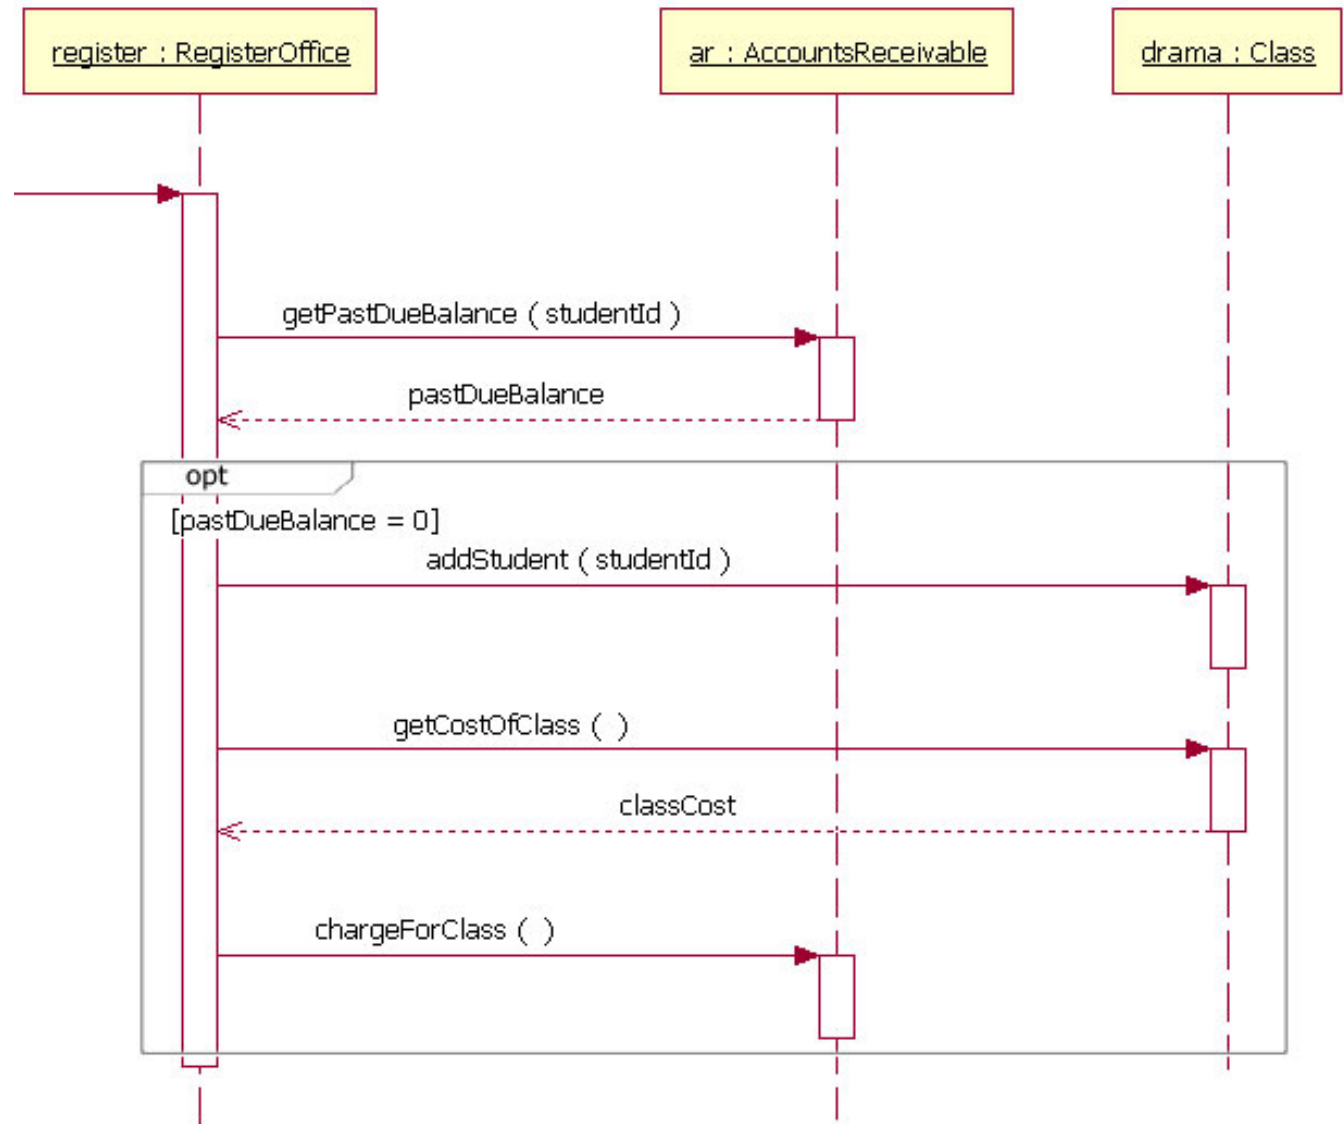 register : RegisterOffice
ar : AccountsReceivable
drama : Class
getPastDueBalance ( studentId )
pastDueBalance
opt
[pastDueBalance = 0]
addStudent ( studentId )
getCostOfClass (  )
classCost
chargeForClass (  )